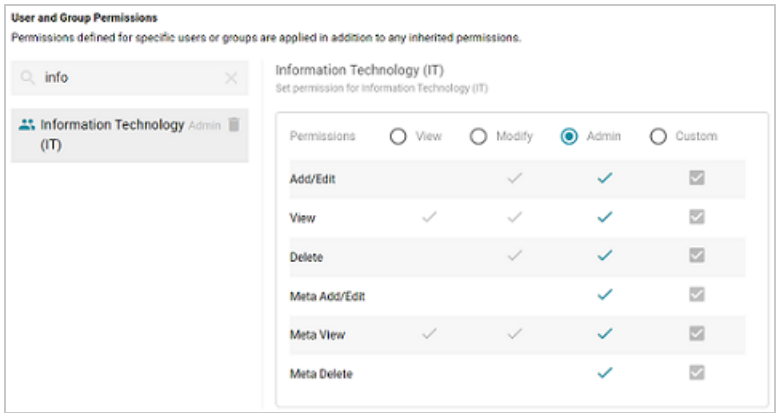 User and Group Permissions
Permissions defined for specific users or groups are applied in addition to any inherited permissions.
info
Information Technology Admin
(IT)
Information Technology (IT)
Set permission for Information Technology (IT)
Permissions View Modify Admin Custom
Add/Edit
View
Delete
Meta Add/Edit
Meta View
Meta Delete